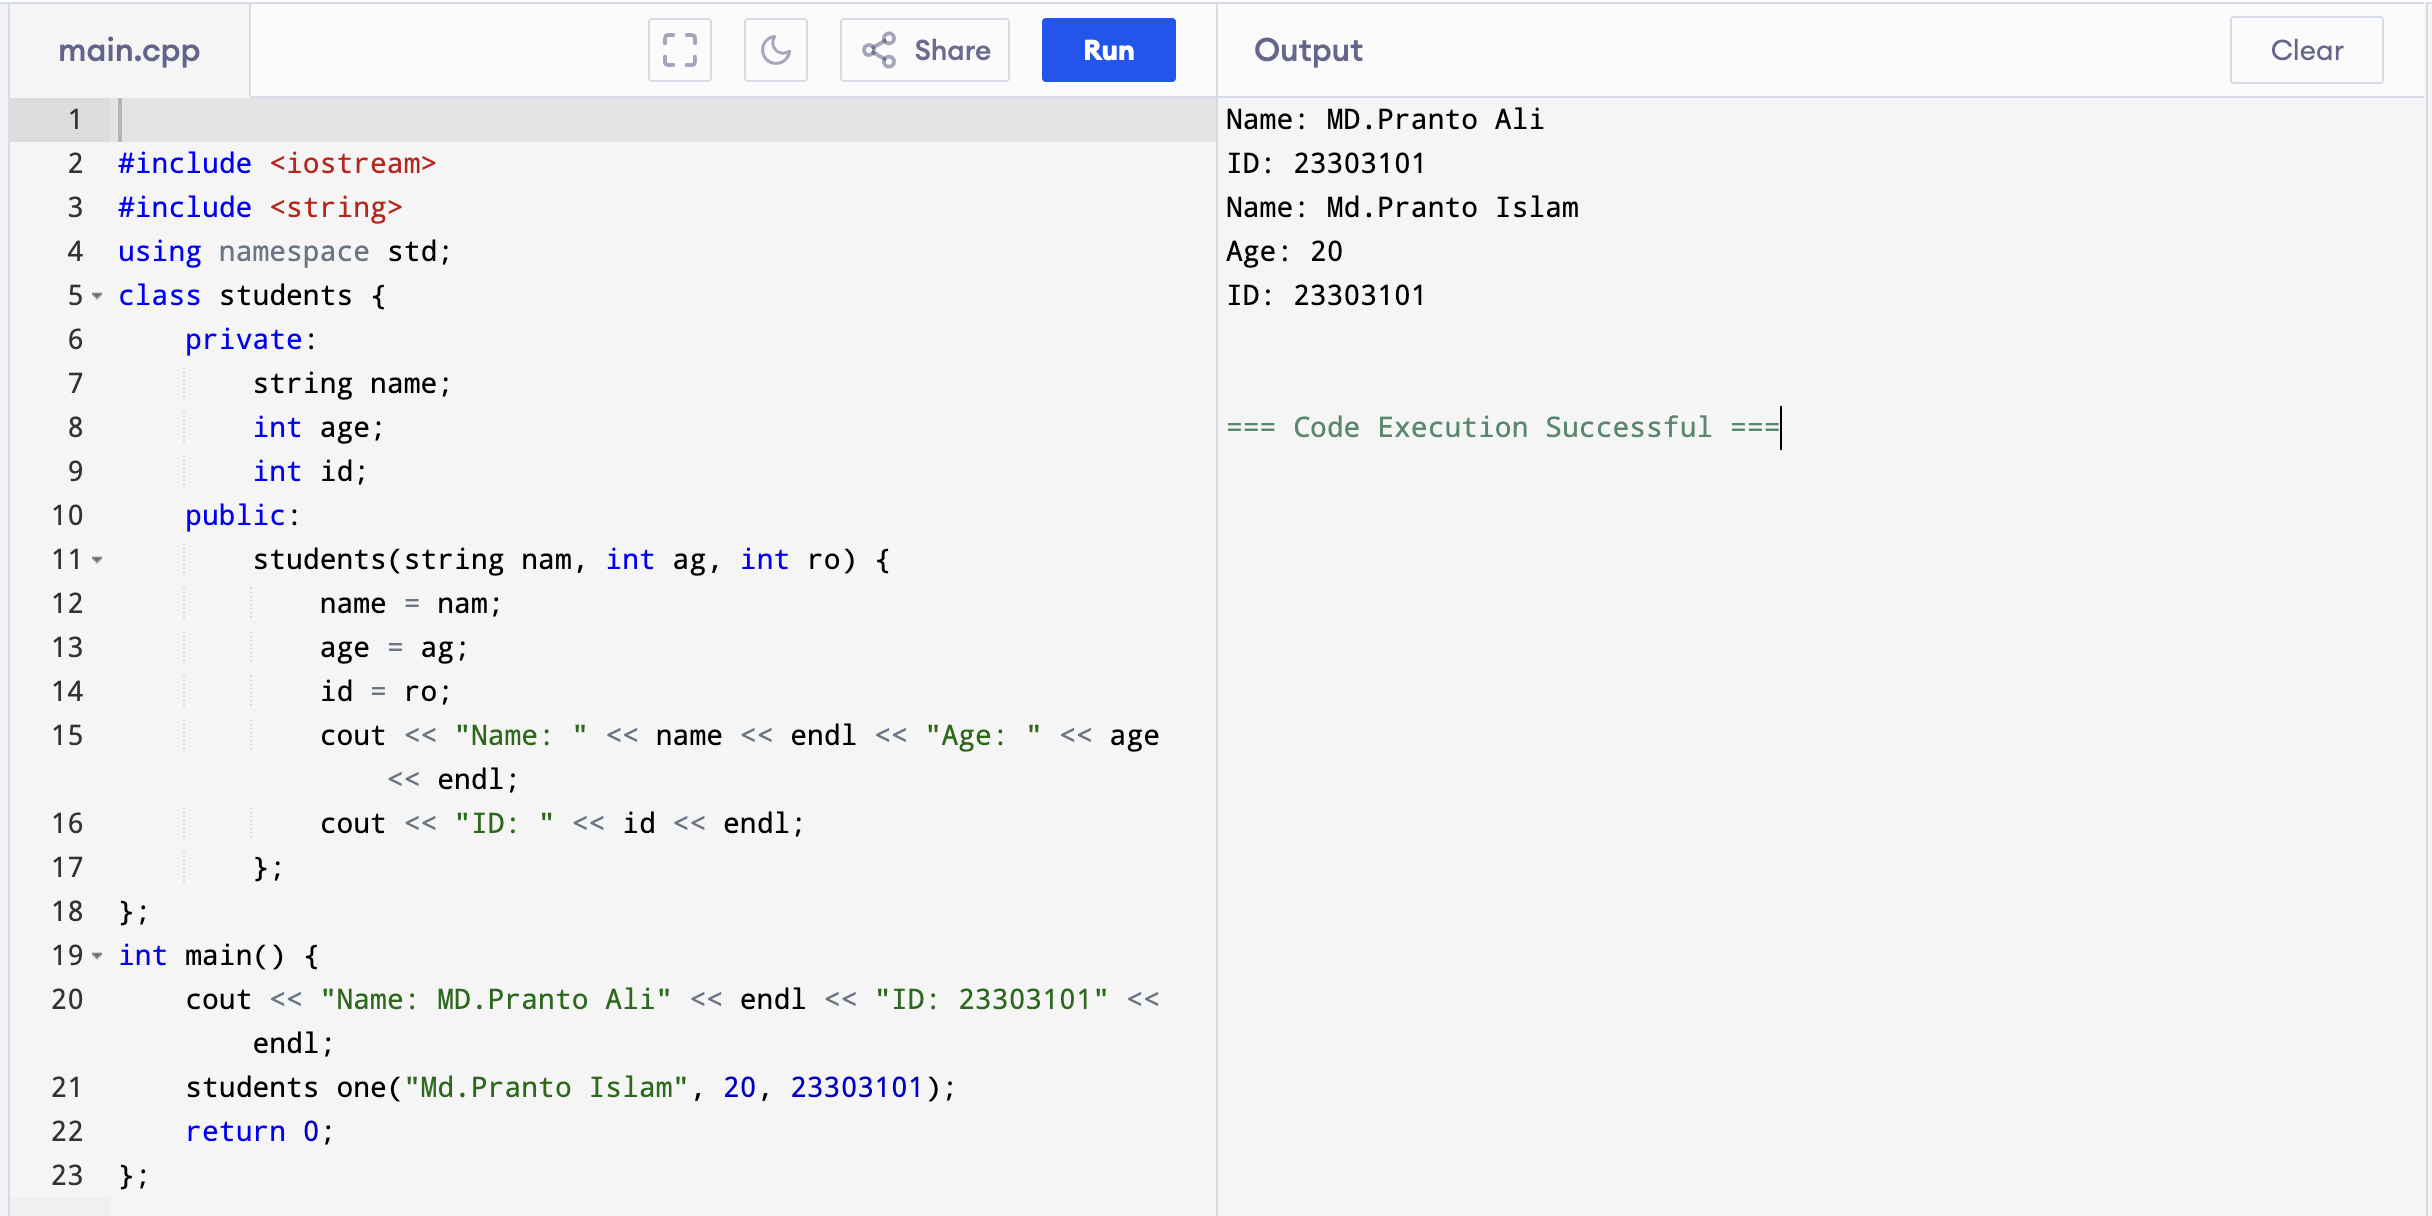 main.cpp
Share
Run
Output
Clear
1
2 #include <iostream>
3 #include <string>
4 using namespace std;
5 class students {
6     private:
7         string name;
8         int age;
9         int id;
10     public:
11         students(string nam, int ag, int ro) {
12             name = nam;
13             age = ag;
14             id = ro;
15             cout << "Name: " << name << endl << "Age: " << age
                << endl;
16             cout << "ID: " << id << endl;
17         };
18 };
19 int main() {
20     cout << "Name: MD.Pranto Ali" << endl << "ID: 23303101" <<
        endl;
21     students one("Md.Pranto Islam", 20, 23303101);
22     return 0;
23 };
Name: MD.Pranto Ali
ID: 23303101
Name: Md.Pranto Islam
Age: 20
ID: 23303101
=== Code Execution Successful ===